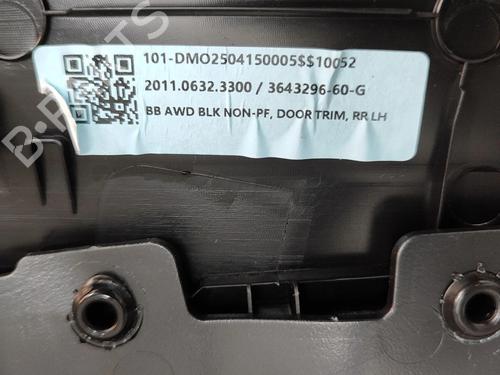 101-DMO2504150005$$10052
2011.0632.3300 / 3643296-60-G
BB AWD BLK NON-PF, DOOR TRIM, RR LH